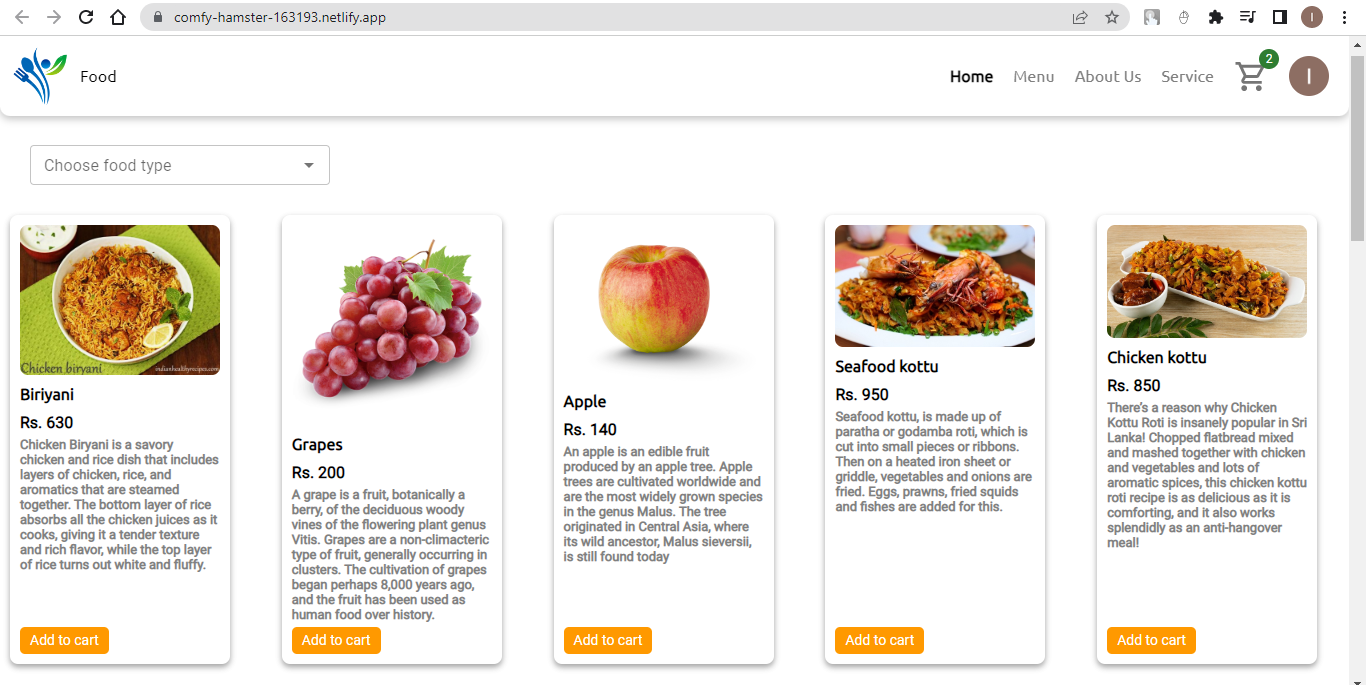 comfy-hamster-163193.netlify.app
I
Food
Home
Menu
About Us
Service
2
I
Choose food type
Chicken biryani
indianhealthyrecipes.com
Biriyani
Rs. 630
Chicken Biryani is a savory
chicken and rice dish that includes
layers of chicken, rice, and
aromatics that are steamed
together. The bottom layer of rice
absorbs all the chicken juices as it
cooks, giving it a tender texture
and rich flavor, while the top layer
of rice turns out white and fluffy.
Add to cart
Grapes
Rs. 200
A grape is a fruit, botanically a
berry, of the deciduous woody
vines of the flowering plant genus
Vitis. Grapes are a non-climacteric
type of fruit, generally occurring in
clusters. The cultivation of grapes
began perhaps 8,000 years ago,
and the fruit has been used as
human food over history.
Add to cart
Apple
Rs. 140
An apple is an edible fruit
produced by an apple tree. Apple
trees are cultivated worldwide and
are the most widely grown species
in the genus Malus. The tree
originated in Central Asia, where
its wild ancestor, Malus sieversii,
is still found today
Add to cart
Seafood kottu
Rs. 950
Seafood kottu, is made up of
paratha or godamba roti, which is
cut into small pieces or ribbons.
Then on a heated iron sheet or
griddle, vegetables and onions are
fried. Eggs, prawns, fried squids
and fishes are added for this.
Add to cart
Chicken kottu
Rs. 850
There's a reason why Chicken
Kottu Roti is insanely popular in Sri
Lanka! Chopped flatbread mixed
and mashed together with chicken
and vegetables and lots of
aromatic spices, this chicken kottu
roti recipe is as delicious as it is
comforting, and it also works
splendidly as an anti-hangover
meal!
Add to cart